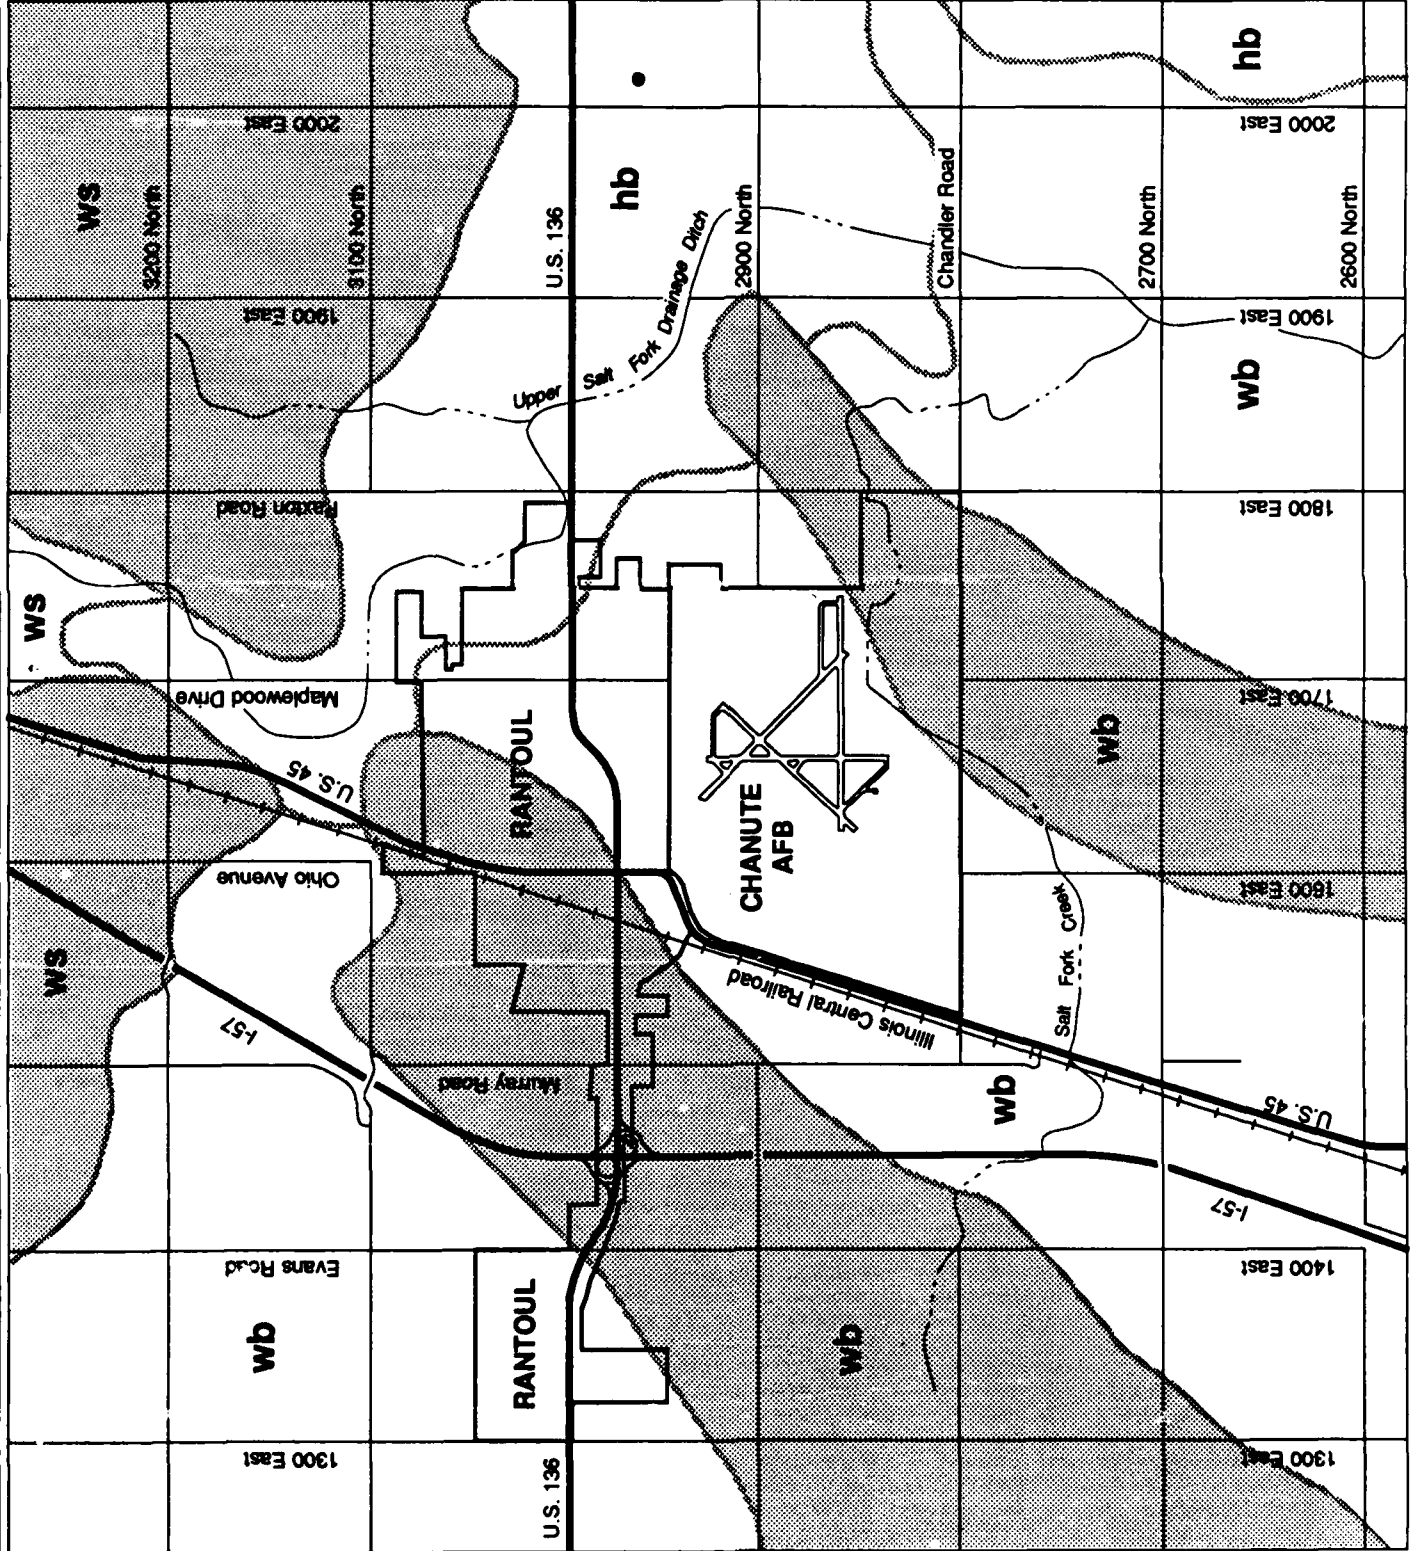 hb
2000 East
2000 East
ws
3200 North
3100 North
U.S. 136
hb
2900 North
Chandler Road
2700 North
2600 North
Upper Salt Fork Drainage Ditch
1900 East
1900 East
wb
Paxton Road
1800 East
ws
Maplewood Drive
1700 East
wb
RANTOUL
U.S. 45
CHANUTE
AFB
Ohio Avenue
1600 East
Salt Fork Creek
ws
I-57
Illinois Central Railroad
Murray Road
wb
U.S. 45
I-57
Evans Road
1400 East
wb
RANTOUL
wb
1300 East
1300 East
U.S. 136